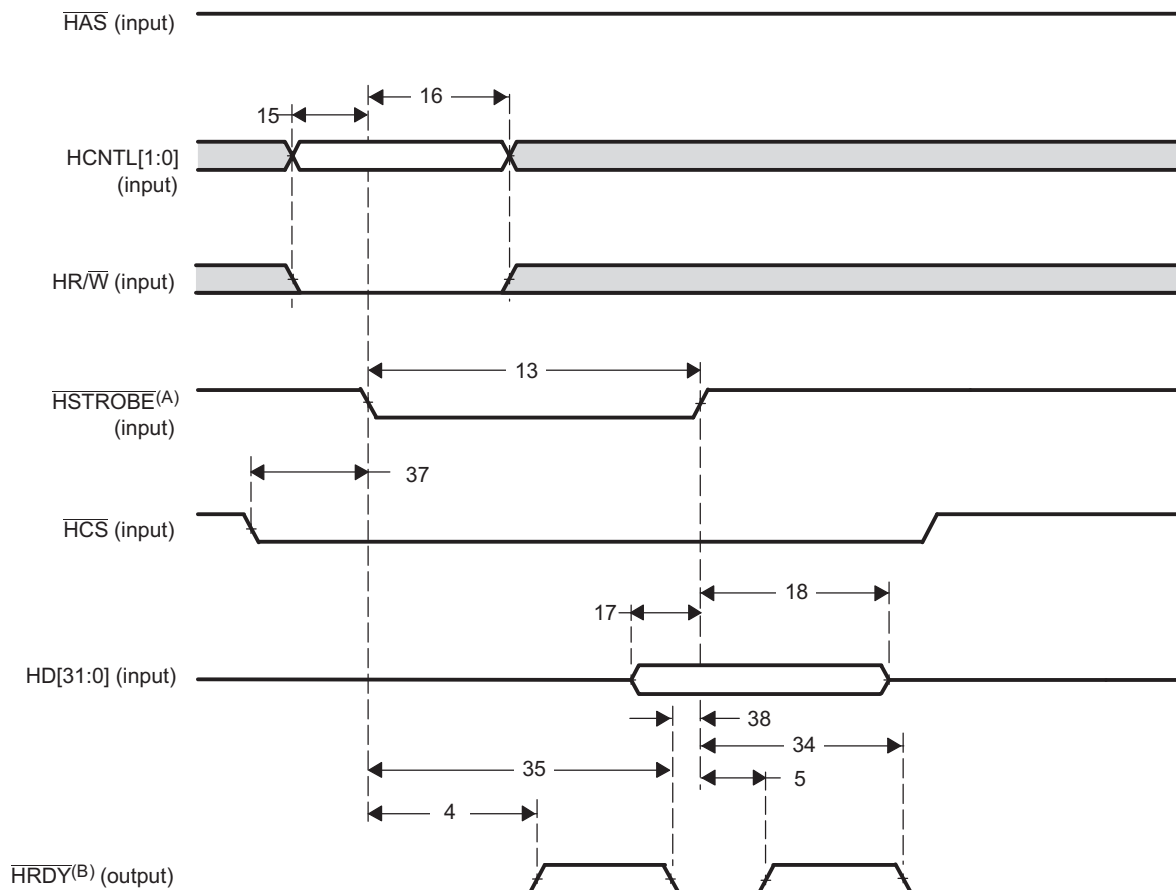 HAS (input)
16
15
HCNTL[1:0]
(input)
HR/W (input)
13
HSTROBE(A)
(input)
37
HCS (input)
18
17
HD[31:0] (input)
38
34
35
5
4
HRDY(B) (output)